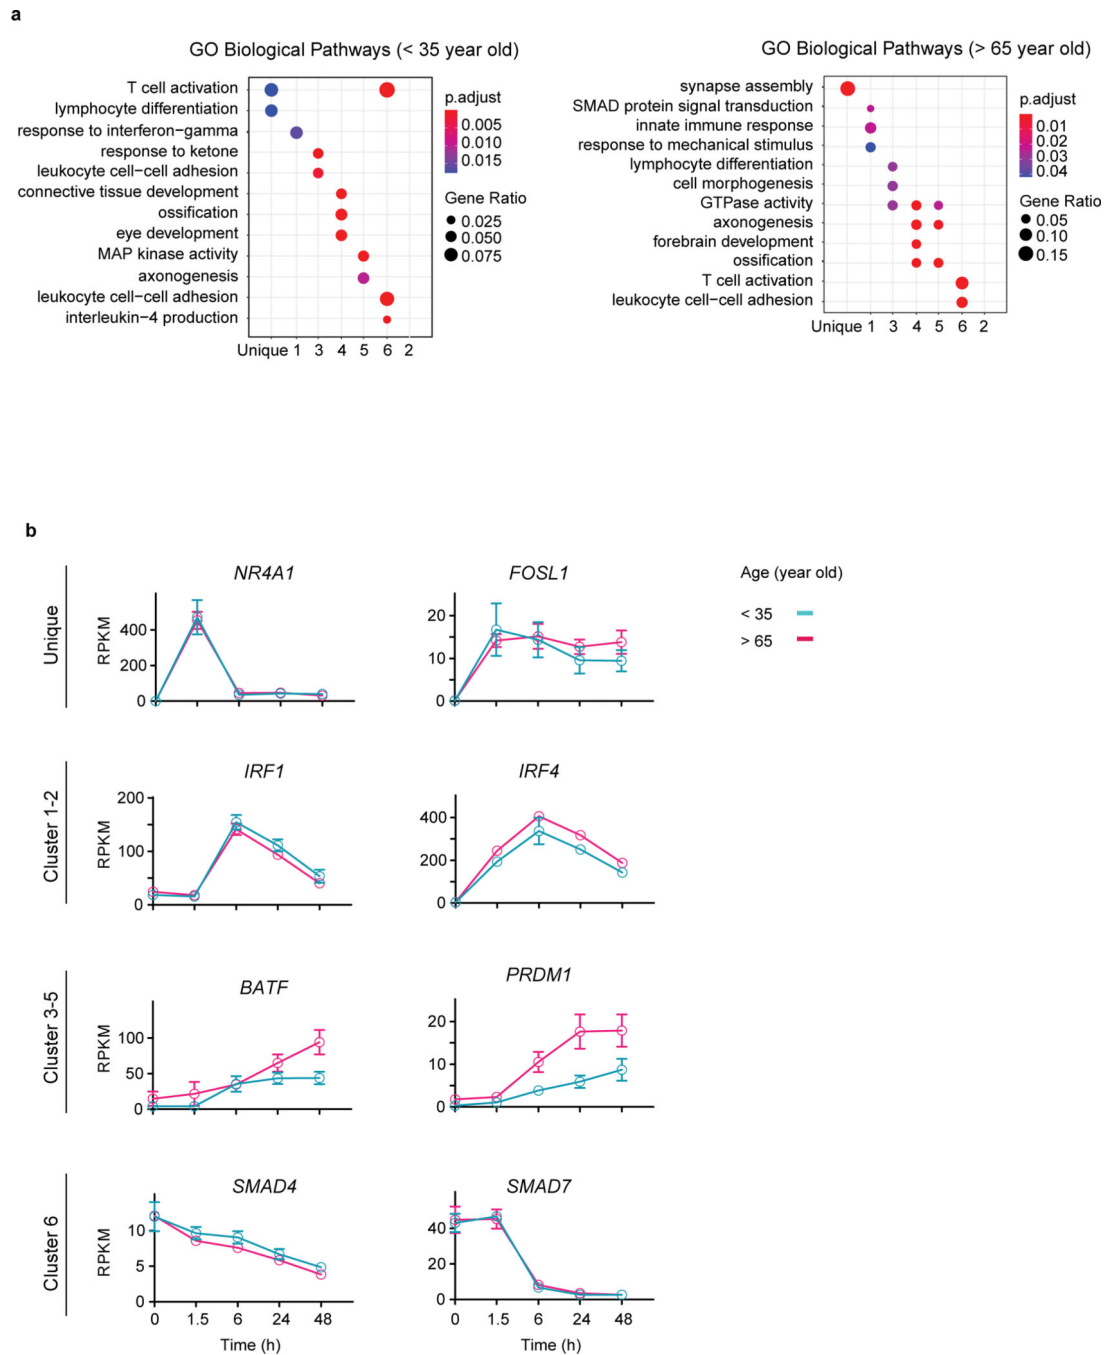 a
GO Biological Pathways (< 35 year old)
T cell activation
lymphocyte differentiation
response to interferon−gamma
response to ketone
leukocyte cell−cell adhesion
connective tissue development
ossification
eye development
MAP kinase activity
axonogenesis
leukocyte cell−cell adhesion
interleukin−4 production
Unique 1 3 4 5 6 2
p.adjust
0.005
0.010
0.015
Gene Ratio
0.025
0.050
0.075
GO Biological Pathways (> 65 year old)
synapse assembly
SMAD protein signal transduction
innate immune response
response to mechanical stimulus
lymphocyte differentiation
cell morphogenesis
GTPase activity
axonogenesis
forebrain development
ossification
T cell activation
leukocyte cell−cell adhesion
Unique 1 3 4 5 6 2
p.adjust
0.01
0.02
0.03
0.04
Gene Ratio
0.05
0.10
0.15
b
Unique
NR4A1
RPKM
400
200
0
FOSL1
20
10
0
Age (year old)
< 35
> 65
Cluster 1-2
IRF1
RPKM
200
100
0
IRF4
400
200
0
Cluster 3-5
BATF
RPKM
100
50
0
PRDM1
20
10
0
Cluster 6
SMAD4
RPKM
10
5
0
0 1.5 6 24 48
Time (h)
SMAD7
40
20
0
0 1.5 6 24 48
Time (h)